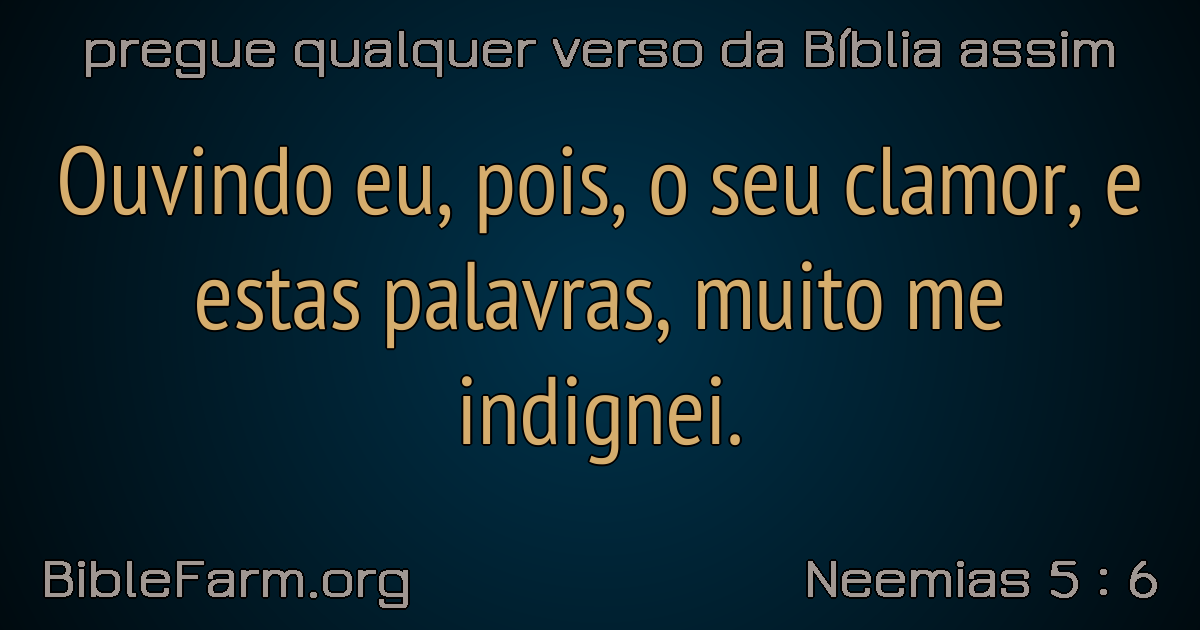 pregue qualquer verso da Bíblia assim
Ouvindo eu, pois, o seu clamor, e
estas palavras, muito me
indignei.
BibleFarm.org
Neemias 5 : 6